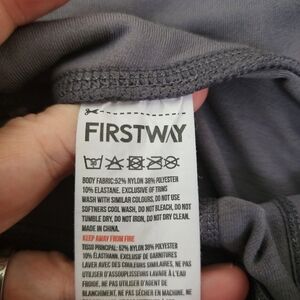 FIRSTWAY
BODY FABRIC:52% NYLON 38% POLYESTER
10% ELASTANE. EXCLUSIVE OF TRIMS
WASH WITH SIMILAR COLOURS. DO NOT USE
SOFTNERS COOL WASH, DO NOT BLEACH, DO NOT
TUMBLE DRY, DO NOT IRON, DO NOT DRY CLEAN.
MADE IN CHINA.
KEEP AWAY FROM FIRE
TISSU PRINCIPAL: 52% NYLON 38% POLYESTER
10% ÉLASTHANN. EXCLUSIF DE GARNITURES
LAVER AVEC DES COULEURS SIMILAIRES. NE PAS
UTILISER D'ASSOUPLISSEURS LAVAGE À L'EAU
FROIDE, NE PAS UTILISER D'AGENT DE
BLANCHIMENT, NE PAS SÉCHER EN MACHINE, NE